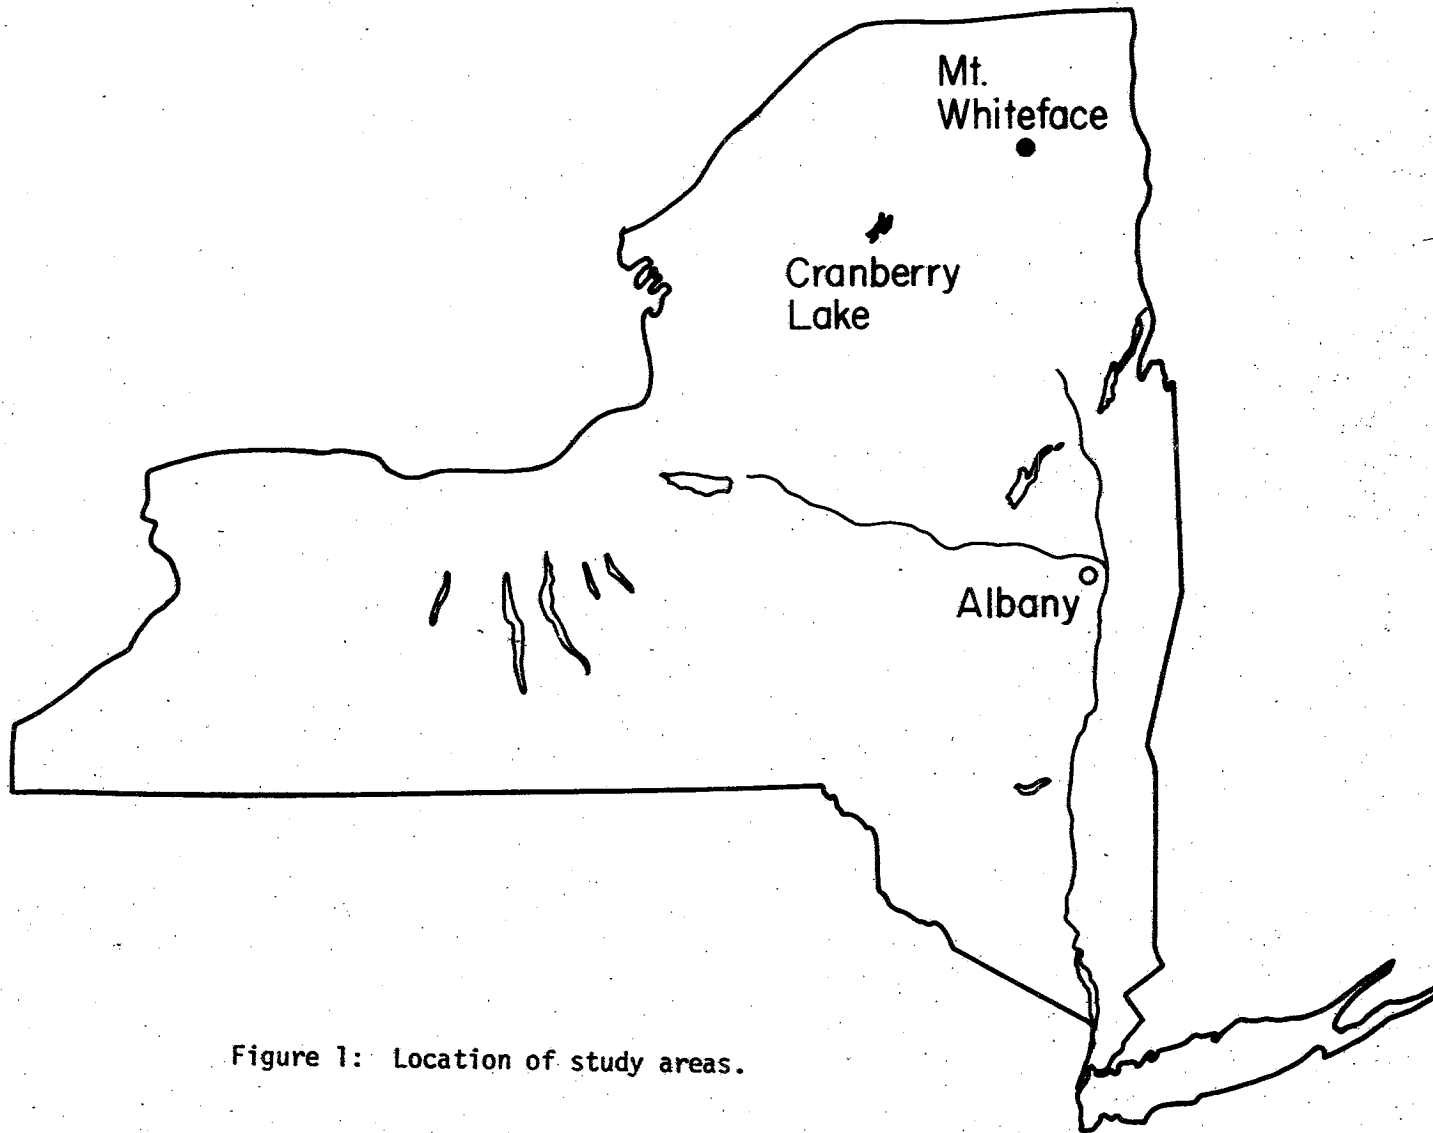 Mt.
Whiteface
Cranberry
Lake
Albany
Figure 1: Location of study areas.